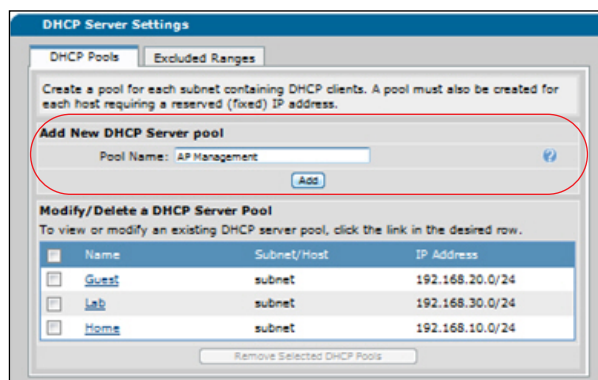 DHCP Server Settings
DHCP Pools Excluded Ranges
Create a pool for each subnet containing DHCP clients. A pool must also be created for
each host requiring a reserved (fixed) IP address.
Add New DHCP Server pool
Pool Name: AP Management ?
Add
Modify/Delete a DHCP Server Pool
To view or modify an existing DHCP server pool, click the link in the desired row.
Name Subnet/Host IP Address
Guest subnet 192.168.20.0/24
Lab subnet 192.168.30.0/24
Home subnet 192.168.10.0/24
Remove Selected DHCP Pools